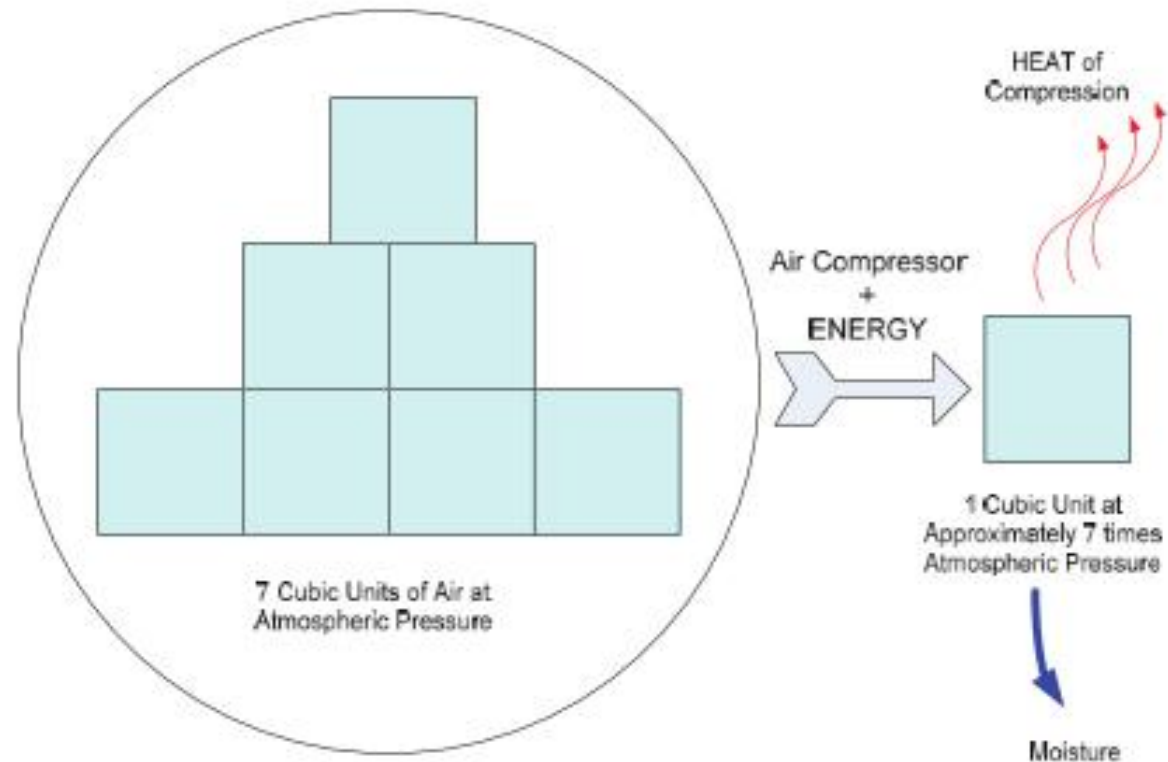 HEAT of
Compression
Air Compressor
+
ENERGY
7 Cubic Units of Air at
Atmospheric Pressure
1 Cubic Unit at
Approximately 7 times
Atmospheric Pressure
Moisture